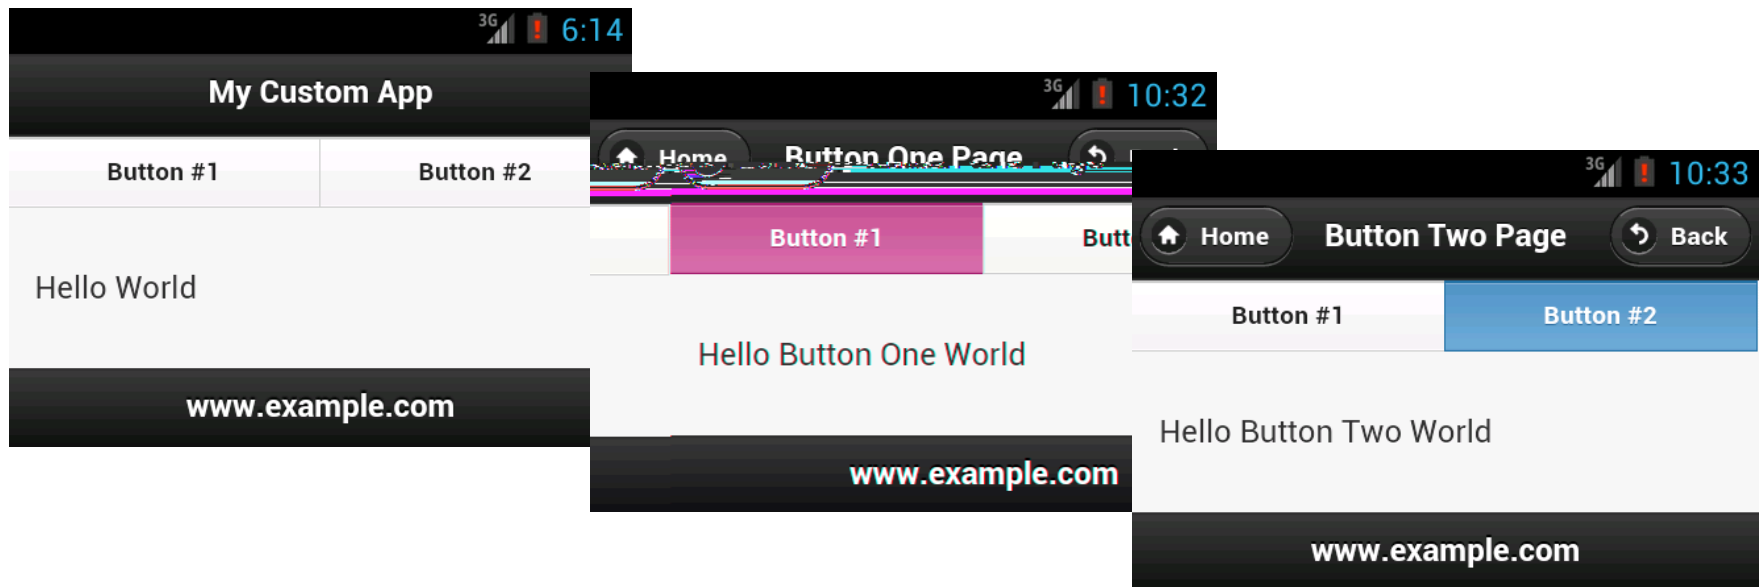 3G 6:14
My Custom App
Button #1 Button #2
Hello World
www.example.com
3G 10:32
Home Button One Page
Button #1
Hello Button One World
www.example.com
3G 10:33
Home Button Two Page Back
Button #1 Button #2
Hello Button Two World
www.example.com